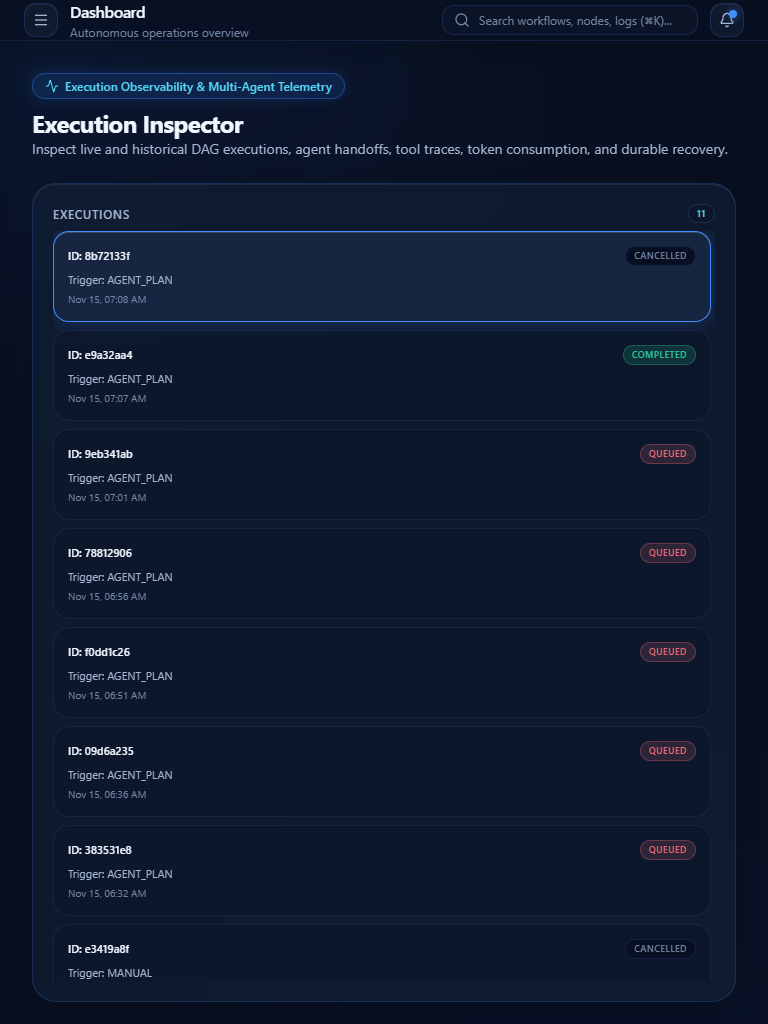 Dashboard
Autonomous operations overview
Search workflows, nodes, logs (⌘K)...
Execution Observability & Multi-Agent Telemetry
Execution Inspector
Inspect live and historical DAG executions, agent handoffs, tool traces, token consumption, and durable recovery.
EXECUTIONS
11
ID: 8b72133f
CANCELLED
Trigger: AGENT_PLAN
Nov 15, 07:08 AM
ID: e9a32aa4
COMPLETED
Trigger: AGENT_PLAN
Nov 15, 07:07 AM
ID: 9eb341ab
QUEUED
Trigger: AGENT_PLAN
Nov 15, 07:01 AM
ID: 78812906
QUEUED
Trigger: AGENT_PLAN
Nov 15, 06:56 AM
ID: f0dd1c26
QUEUED
Trigger: AGENT_PLAN
Nov 15, 06:51 AM
ID: 09d6a235
QUEUED
Trigger: AGENT_PLAN
Nov 15, 06:36 AM
ID: 383531e8
QUEUED
Trigger: AGENT_PLAN
Nov 15, 06:32 AM
ID: e3419a8f
CANCELLED
Trigger: MANUAL